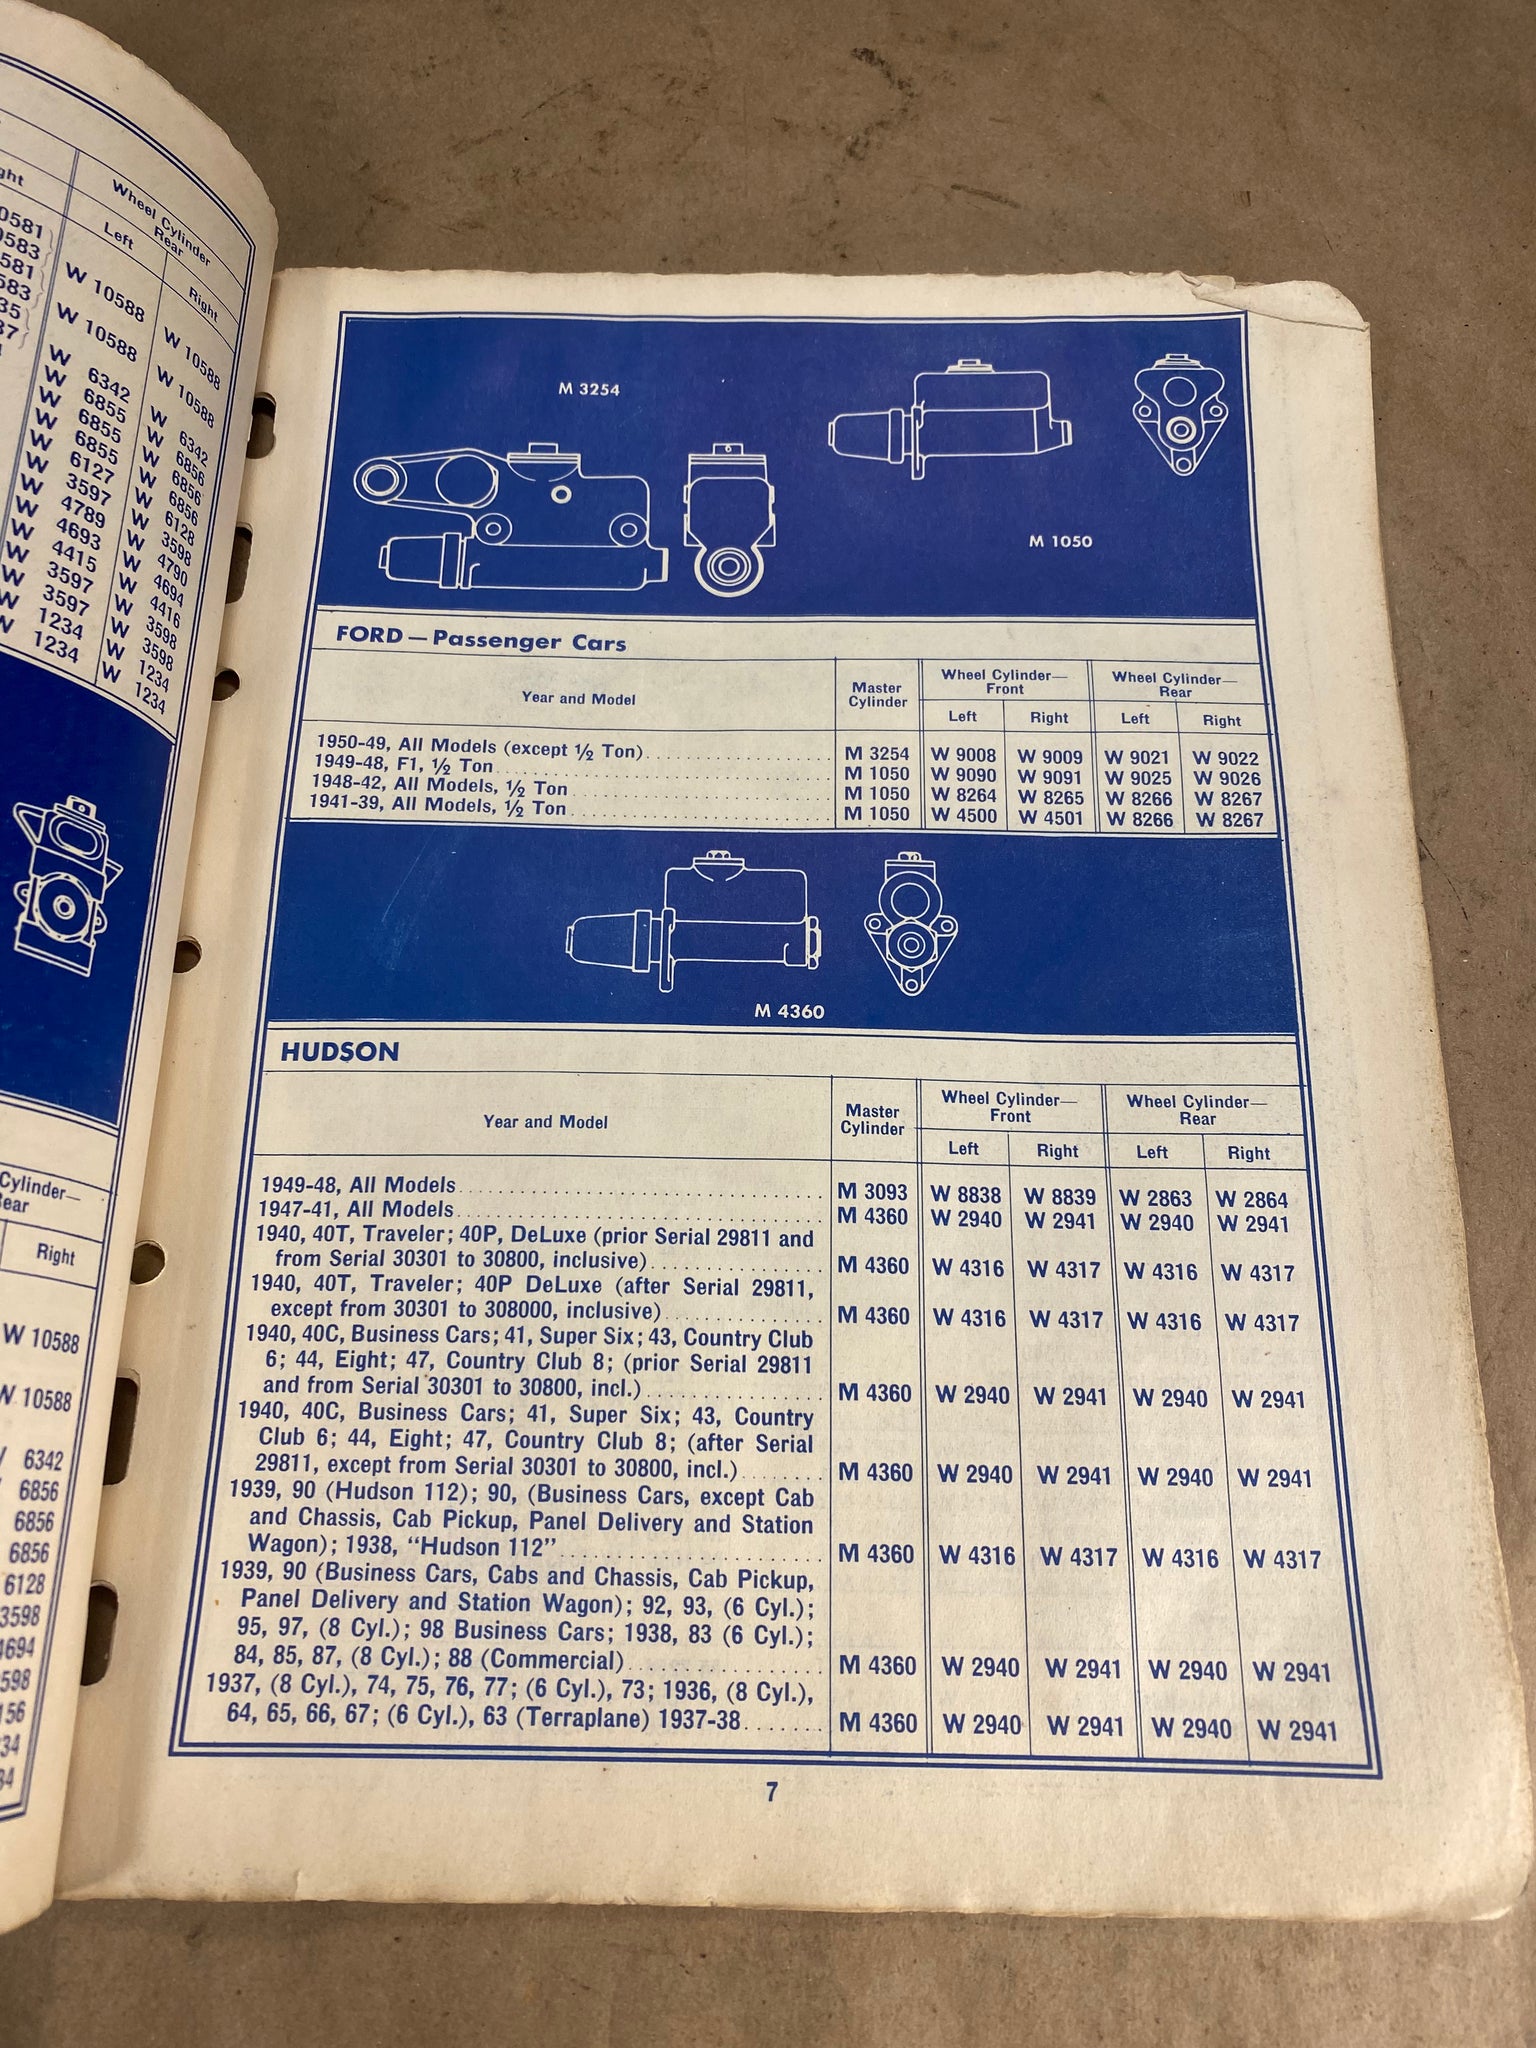 Wheel Cylinder
Rear
Left Right
W 10588 W 10588
W 10588 W 10588
W 6342 W 6342
W 6855 W 6856
W 6855 W 6856
W 6855 W 6856
W 6127 W 6128
W 3597 W 3598
W 4789 W 4790
W 4693 W 4694
W 4415 W 4416
W 3597 W 3598
W 3597 W 3598
W 1234 W 1234
W 1234 W 1234
Cylinder—
Right
W 10588
W 10588
6342
6856
6856
6856
6128
3598
4694
M 3254
M 1050
FORD — Passenger Cars
Year and Model Master Cylinder Wheel Cylinder— Front Wheel Cylinder— Rear
Left Right Left Right
1950-49, All Models (except ½ Ton) M 3254 W 9008 W 9009 W 9021 W 9022
1949-48, F1, ½ Ton M 1050 W 9090 W 9091 W 9025 W 9026
1948-42, All Models, ½ Ton M 1050 W 8264 W 8265 W 8266 W 8267
1941-39, All Models, ½ Ton M 1050 W 4500 W 4501 W 8266 W 8267
M 4360
HUDSON
Year and Model Master Cylinder Wheel Cylinder— Front Wheel Cylinder— Rear
Left Right Left Right
1949-48, All Models M 3093 W 8838 W 8839 W 2863 W 2864
1947-41, All Models M 4360 W 2940 W 2941 W 2940 W 2941
1940, 40T, Traveler; 40P, DeLuxe (prior Serial 29811 and
from Serial 30301 to 30800, inclusive) M 4360 W 4316 W 4317 W 4316 W 4317
1940, 40T, Traveler; 40P DeLuxe (after Serial 29811,
except from 30301 to 308000, inclusive) M 4360 W 4316 W 4317 W 4316 W 4317
1940, 40C, Business Cars; 41, Super Six; 43, Country Club
6; 44, Eight; 47, Country Club 8; (prior Serial 29811
and from Serial 30301 to 30800, incl.) M 4360 W 2940 W 2941 W 2940 W 2941
1940, 40C, Business Cars; 41, Super Six; 43, Country
Club 6; 44, Eight; 47, Country Club 8; (after Serial
29811, except from Serial 30301 to 30800, incl.) M 4360 W 2940 W 2941 W 2940 W 2941
1939, 90 (Hudson 112); 90, (Business Cars, except Cab
and Chassis, Cab Pickup, Panel Delivery and Station
Wagon); 1938, “Hudson 112” M 4360 W 4316 W 4317 W 4316 W 4317
1939, 90 (Business Cars, Cabs and Chassis, Cab Pickup,
Panel Delivery and Station Wagon); 92, 93, (6 Cyl.);
95, 97, (8 Cyl.); 98 Business Cars; 1938, 83 (6 Cyl.);
84, 85, 87, (8 Cyl.); 88 (Commercial) M 4360 W 2940 W 2941 W 2940 W 2941
1937, (8 Cyl.), 74, 75, 76, 77; (6 Cyl.), 73; 1936, (8 Cyl.),
64, 65, 66, 67; (6 Cyl.), 63 (Terraplane) 1937-38 M 4360 W 2940 W 2941 W 2940 W 2941
7